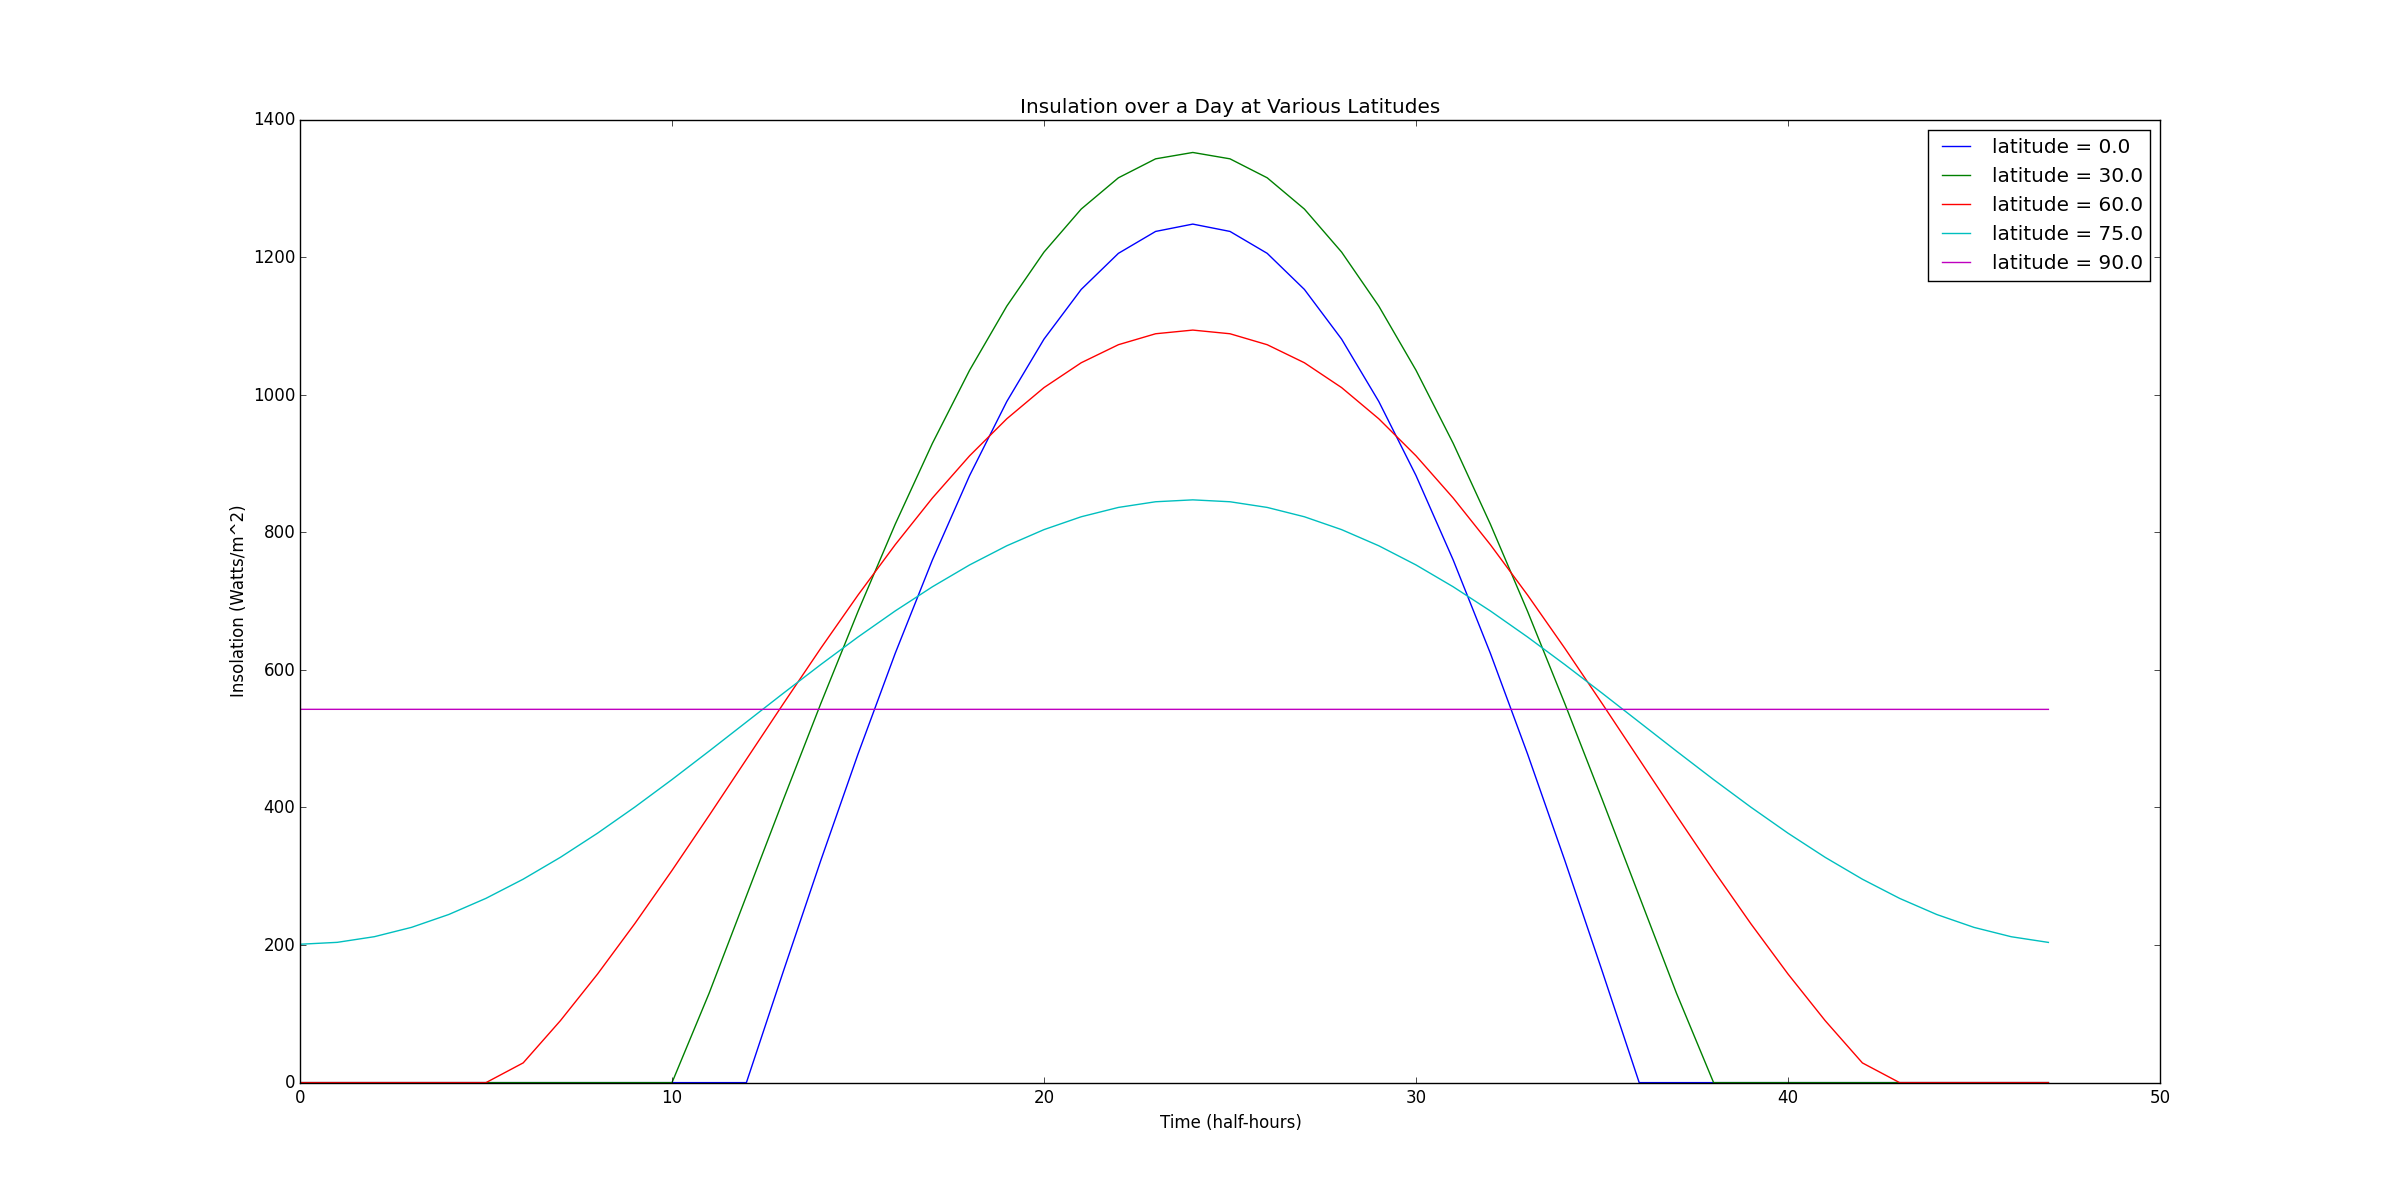 Insulation over a Day at Various Latitudes
1400
1200
1000
800
600
400
200
0
Insolation (Watts/m^2)
latitude = 0.0
latitude = 30.0
latitude = 60.0
latitude = 75.0
latitude = 90.0
0 10 20 30 40 50
Time (half-hours)